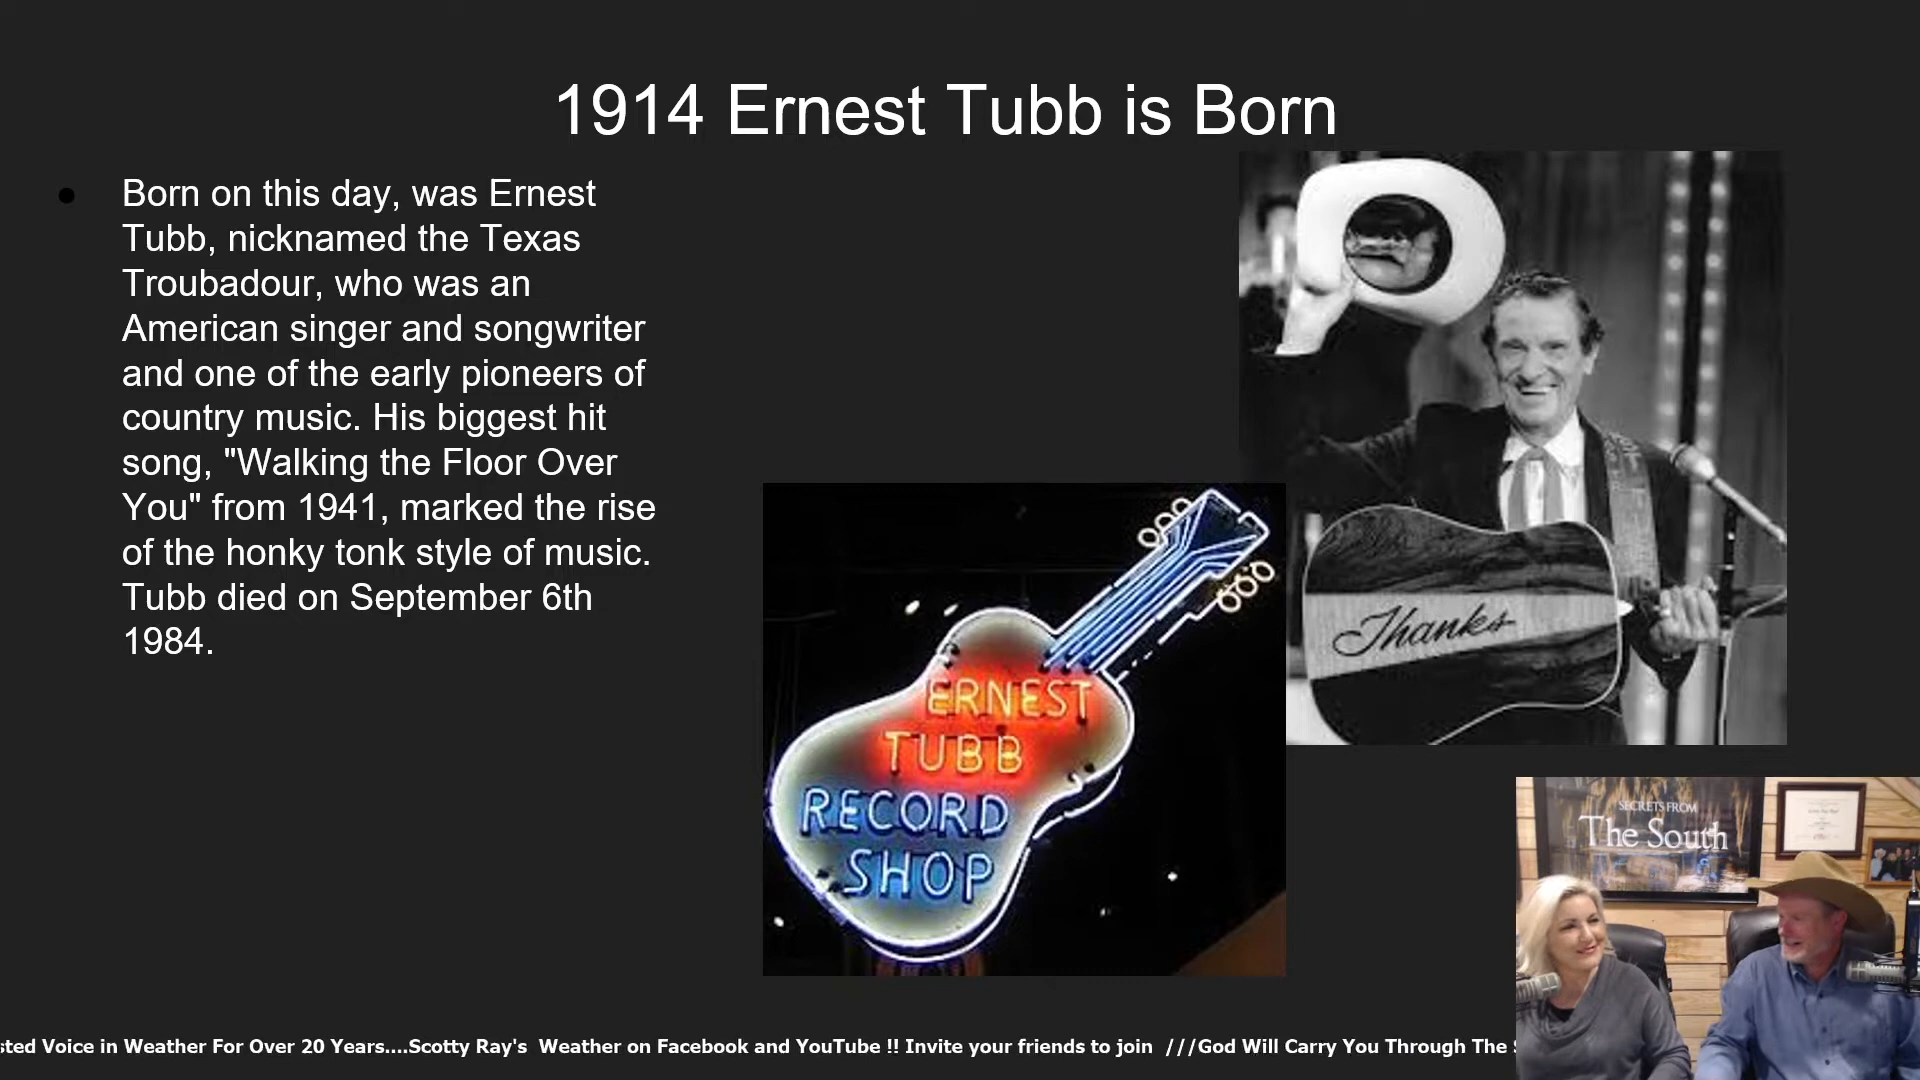 1914 Ernest Tubb is Born
Born on this day, was Ernest
Tubb, nicknamed the Texas
Troubadour, who was an
American singer and songwriter
and one of the early pioneers of
country music. His biggest hit
song, "Walking the Floor Over
You" from 1941, marked the rise
of the honky tonk style of music.
Tubb died on September 6th
1984.
Thanks
ERNEST
TUBB
RECORD
SHOP
SECRETS FROM
The South
sted Voice in Weather For Over 20 Years....Scotty Ray's Weather on Facebook and YouTube !! Invite your friends to join ///God Will Carry You Through The